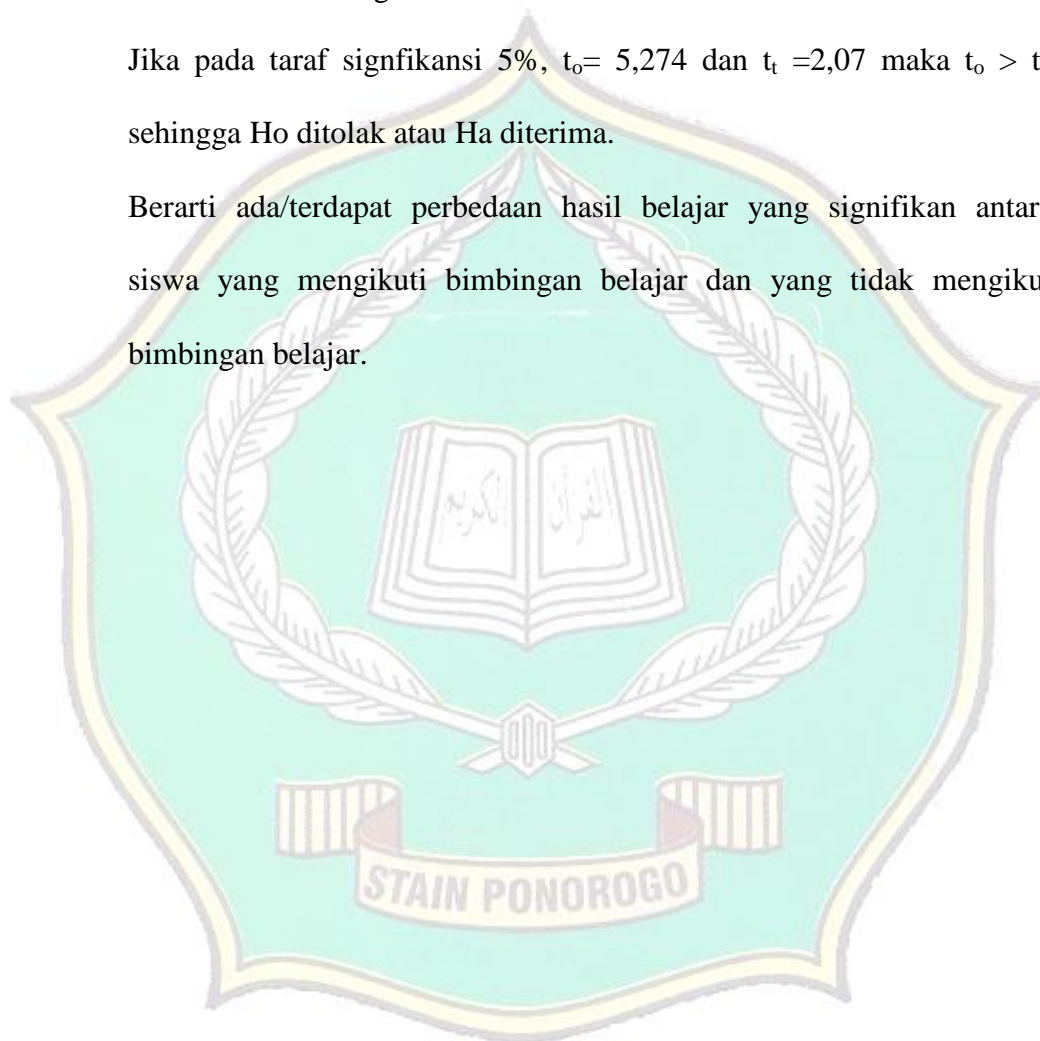 Jika pada taraf signfikansi 5%, tₒ= 5,274 dan tₜ =2,07 maka tₒ > t
sehingga Ho ditolak atau Ha diterima.
Berarti ada/terdapat perbedaan hasil belajar yang signifikan antar
siswa yang mengikuti bimbingan belajar dan yang tidak mengiku
bimbingan belajar.
القرآن
الكريم
STAIN PONOROGO